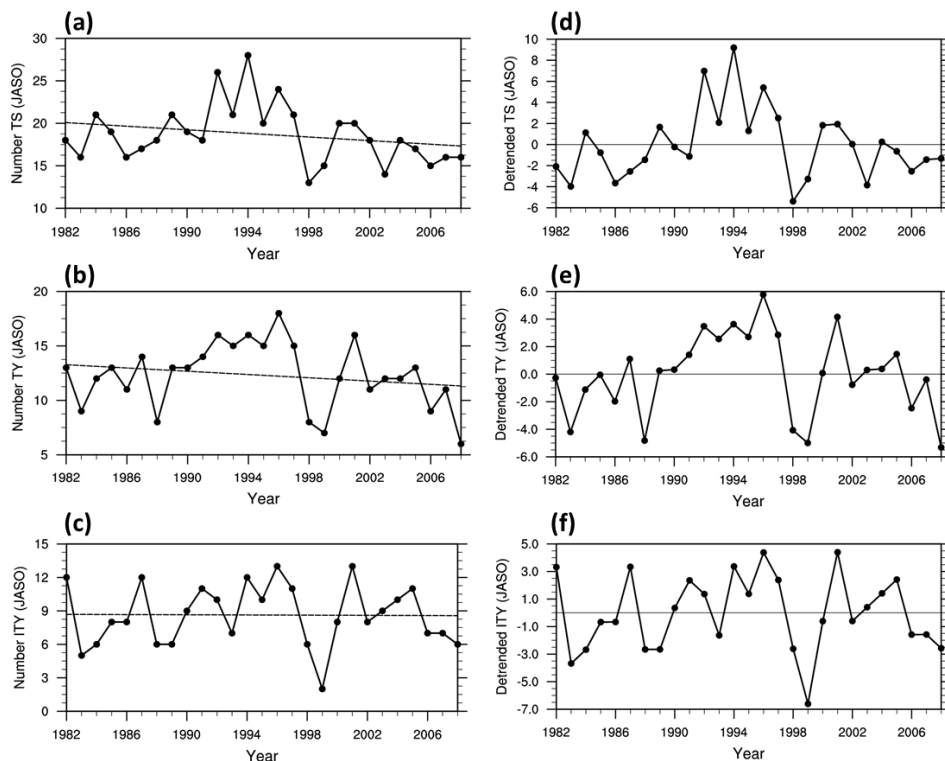 (a)
Number TS (JASO)
30
25
20
15
10
1982 1986 1990 1994 1998 2002 2006
Year
(d)
Detrended TS (JASO)
10
8
6
4
2
0
-2
-4
-6
1982 1986 1990 1994 1998 2002 2006
Year
(b)
Number TY (JASO)
20
15
10
5
1982 1986 1990 1994 1998 2002 2006
Year
(e)
Detrended TY (JASO)
6.0
4.0
2.0
0.0
-2.0
-4.0
-6.0
1982 1986 1990 1994 1998 2002 2006
Year
(c)
Number ITY (JASO)
15
12
9
6
3
0
1982 1986 1990 1994 1998 2002 2006
Year
(f)
Detrended ITY (JASO)
5.0
3.0
1.0
-1.0
-3.0
-5.0
-7.0
1982 1986 1990 1994 1998 2002 2006
Year